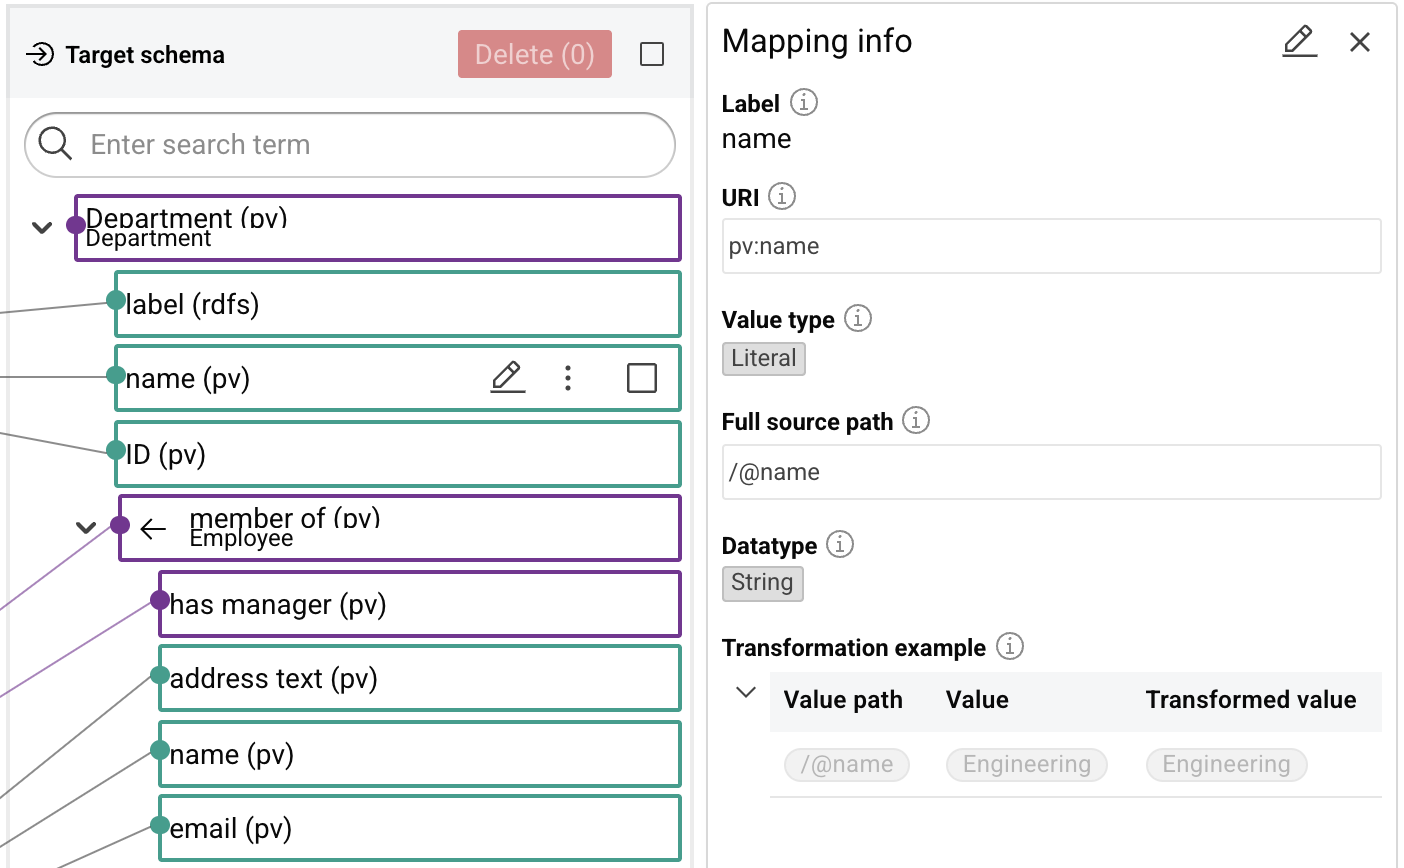 Target schema
Delete (0)
Enter search term
Department (pv)
Department
label (rdfs)
name (pv)
ID (pv)
member of (pv)
Employee
has manager (pv)
address text (pv)
name (pv)
email (pv)
Mapping info
Label
name
URI
pv:name
Value type
Literal
Full source path
/@name
Datatype
String
Transformation example
Value path Value Transformed value
/@name Engineering Engineering